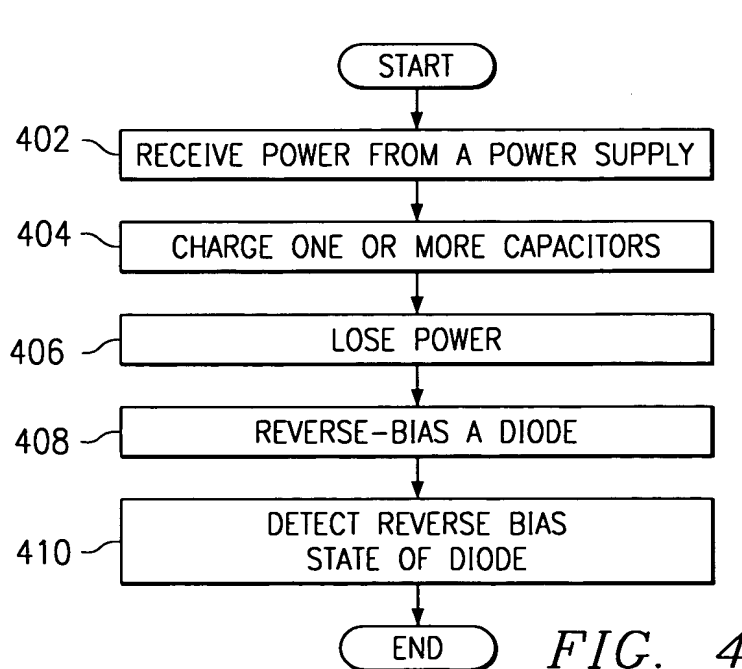 START
402
RECEIVE POWER FROM A POWER SUPPLY
404
CHARGE ONE OR MORE CAPACITORS
406
LOSE POWER
408
REVERSE-BIAS A DIODE
410
DETECT REVERSE BIAS
STATE OF DIODE
END
FIG. 4